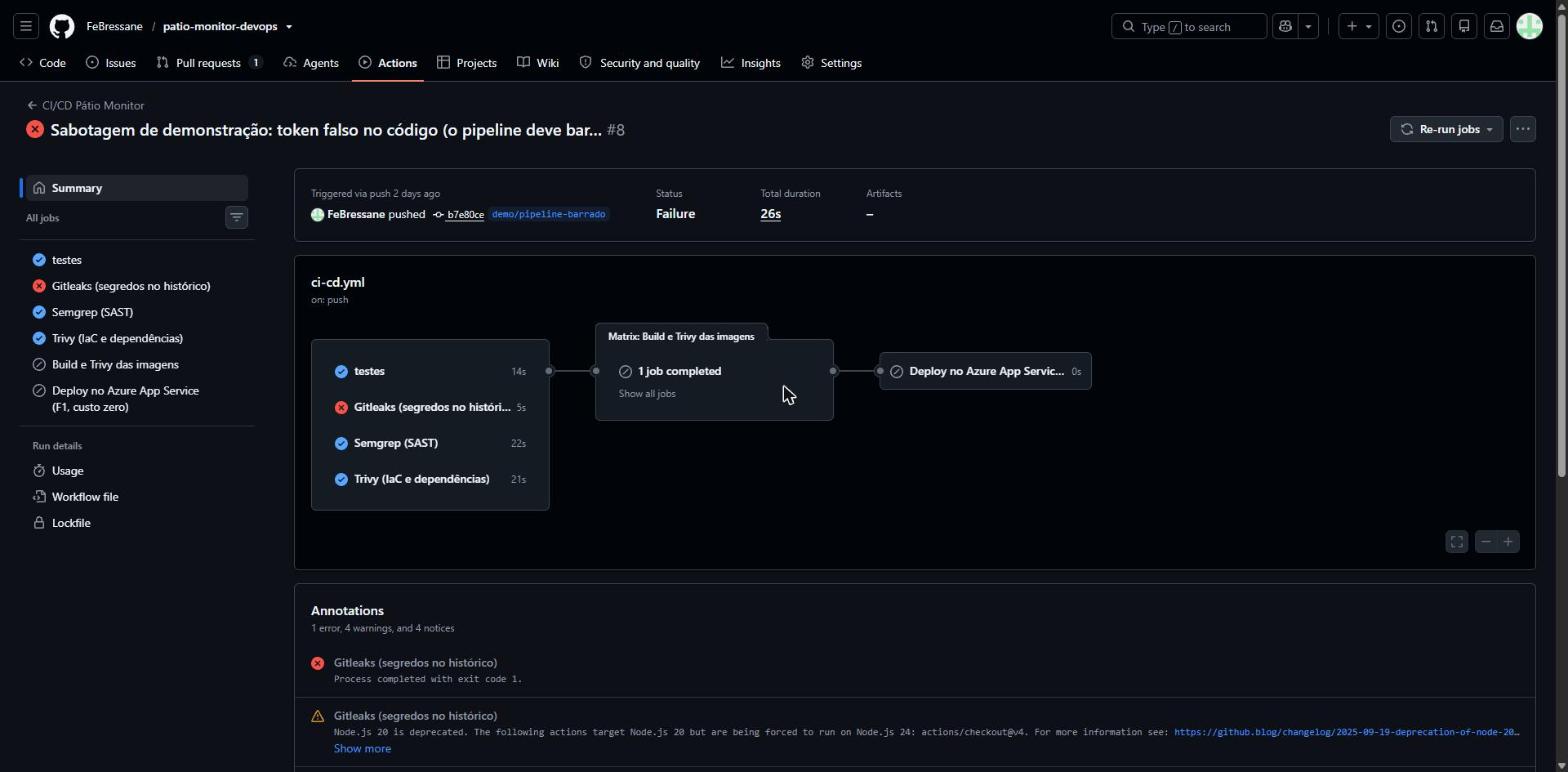 FeBressane / patio-monitor-devops
Type / to search
Code
Issues
Pull requests 1
Agents
Actions
Projects
Wiki
Security and quality
Insights
Settings
CI/CD Pátio Monitor
Sabotagem de demonstração: token falso no código (o pipeline deve bar... #8
Re-run jobs
Summary
All jobs
testes
Gitleaks (segredos no histórico)
Semgrep (SAST)
Trivy (IaC e dependências)
Build e Trivy das imagens
Deploy no Azure App Service
(F1, custo zero)
Run details
Usage
Workflow file
Lockfile
Triggered via push 2 days ago
FeBressane pushed b7e80ce demo/pipeline-barrado
Status
Failure
Total duration
26s
Artifacts
–
ci-cd.yml
on: push
testes 14s
Gitleaks (segredos no históri... 5s
Semgrep (SAST) 22s
Trivy (IaC e dependências) 21s
Matrix: Build e Trivy das imagens
1 job completed
Show all jobs
Deploy no Azure App Servic... 0s
Annotations
1 error, 4 warnings, and 4 notices
Gitleaks (segredos no histórico)
Process completed with exit code 1.
Gitleaks (segredos no histórico)
Node.js 20 is deprecated. The following actions target Node.js 20 but are being forced to run on Node.js 24: actions/checkout@v4. For more information see: https://github.blog/changelog/2025-09-19-deprecation-of-node-20…
Show more